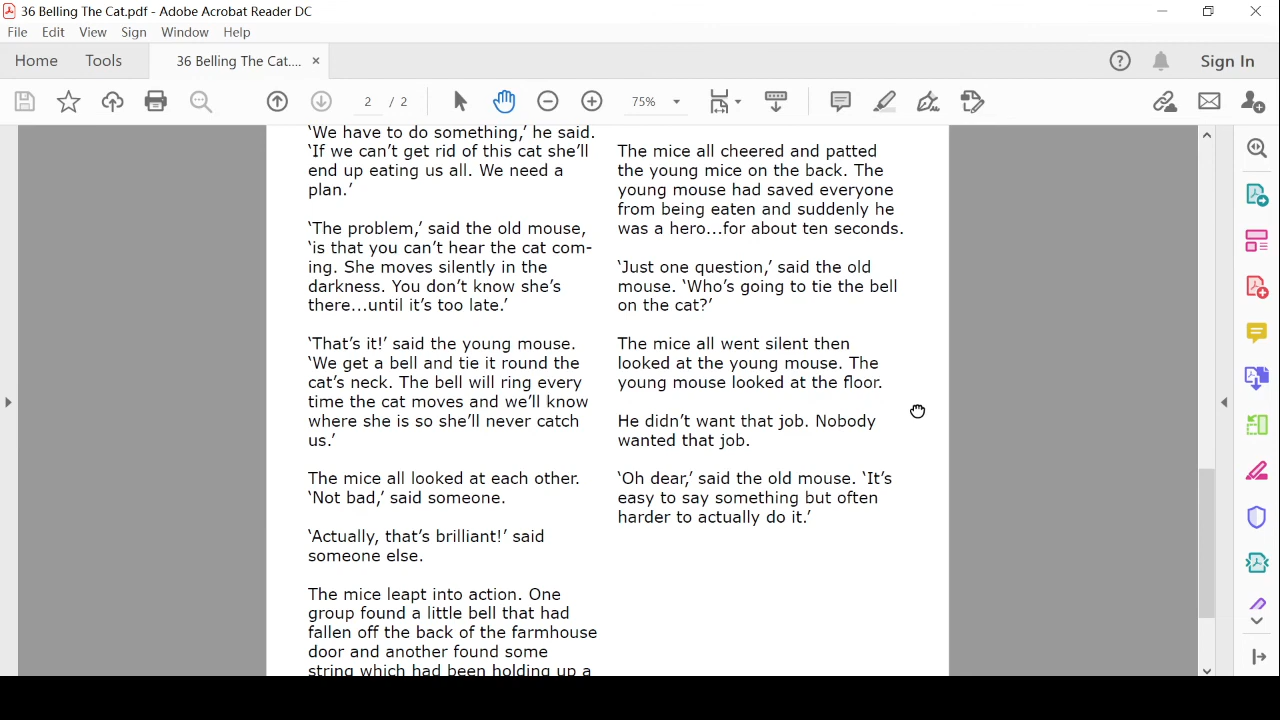 36 Belling The Cat.pdf - Adobe Acrobat Reader DC
File Edit View Sign Window Help
Home Tools 36 Belling The Cat.... × Sign In
2 / 2 75%
‘We have to do something,’ he said.
‘If we can’t get rid of this cat she’ll
end up eating us all. We need a
plan.’
‘The problem,’ said the old mouse,
‘is that you can’t hear the cat com-
ing. She moves silently in the
darkness. You don’t know she’s
there...until it’s too late.’
‘That’s it!’ said the young mouse.
‘We get a bell and tie it round the
cat’s neck. The bell will ring every
time the cat moves and we’ll know
where she is so she’ll never catch
us.’
The mice all looked at each other.
‘Not bad,’ said someone.
‘Actually, that’s brilliant!’ said
someone else.
The mice leapt into action. One
group found a little bell that had
fallen off the back of the farmhouse
door and another found some
string which had been holding up a
The mice all cheered and patted
the young mice on the back. The
young mouse had saved everyone
from being eaten and suddenly he
was a hero...for about ten seconds.
‘Just one question,’ said the old
mouse. ‘Who’s going to tie the bell
on the cat?’
The mice all went silent then
looked at the young mouse. The
young mouse looked at the floor.
He didn’t want that job. Nobody
wanted that job.
‘Oh dear,’ said the old mouse. ‘It’s
easy to say something but often
harder to actually do it.’